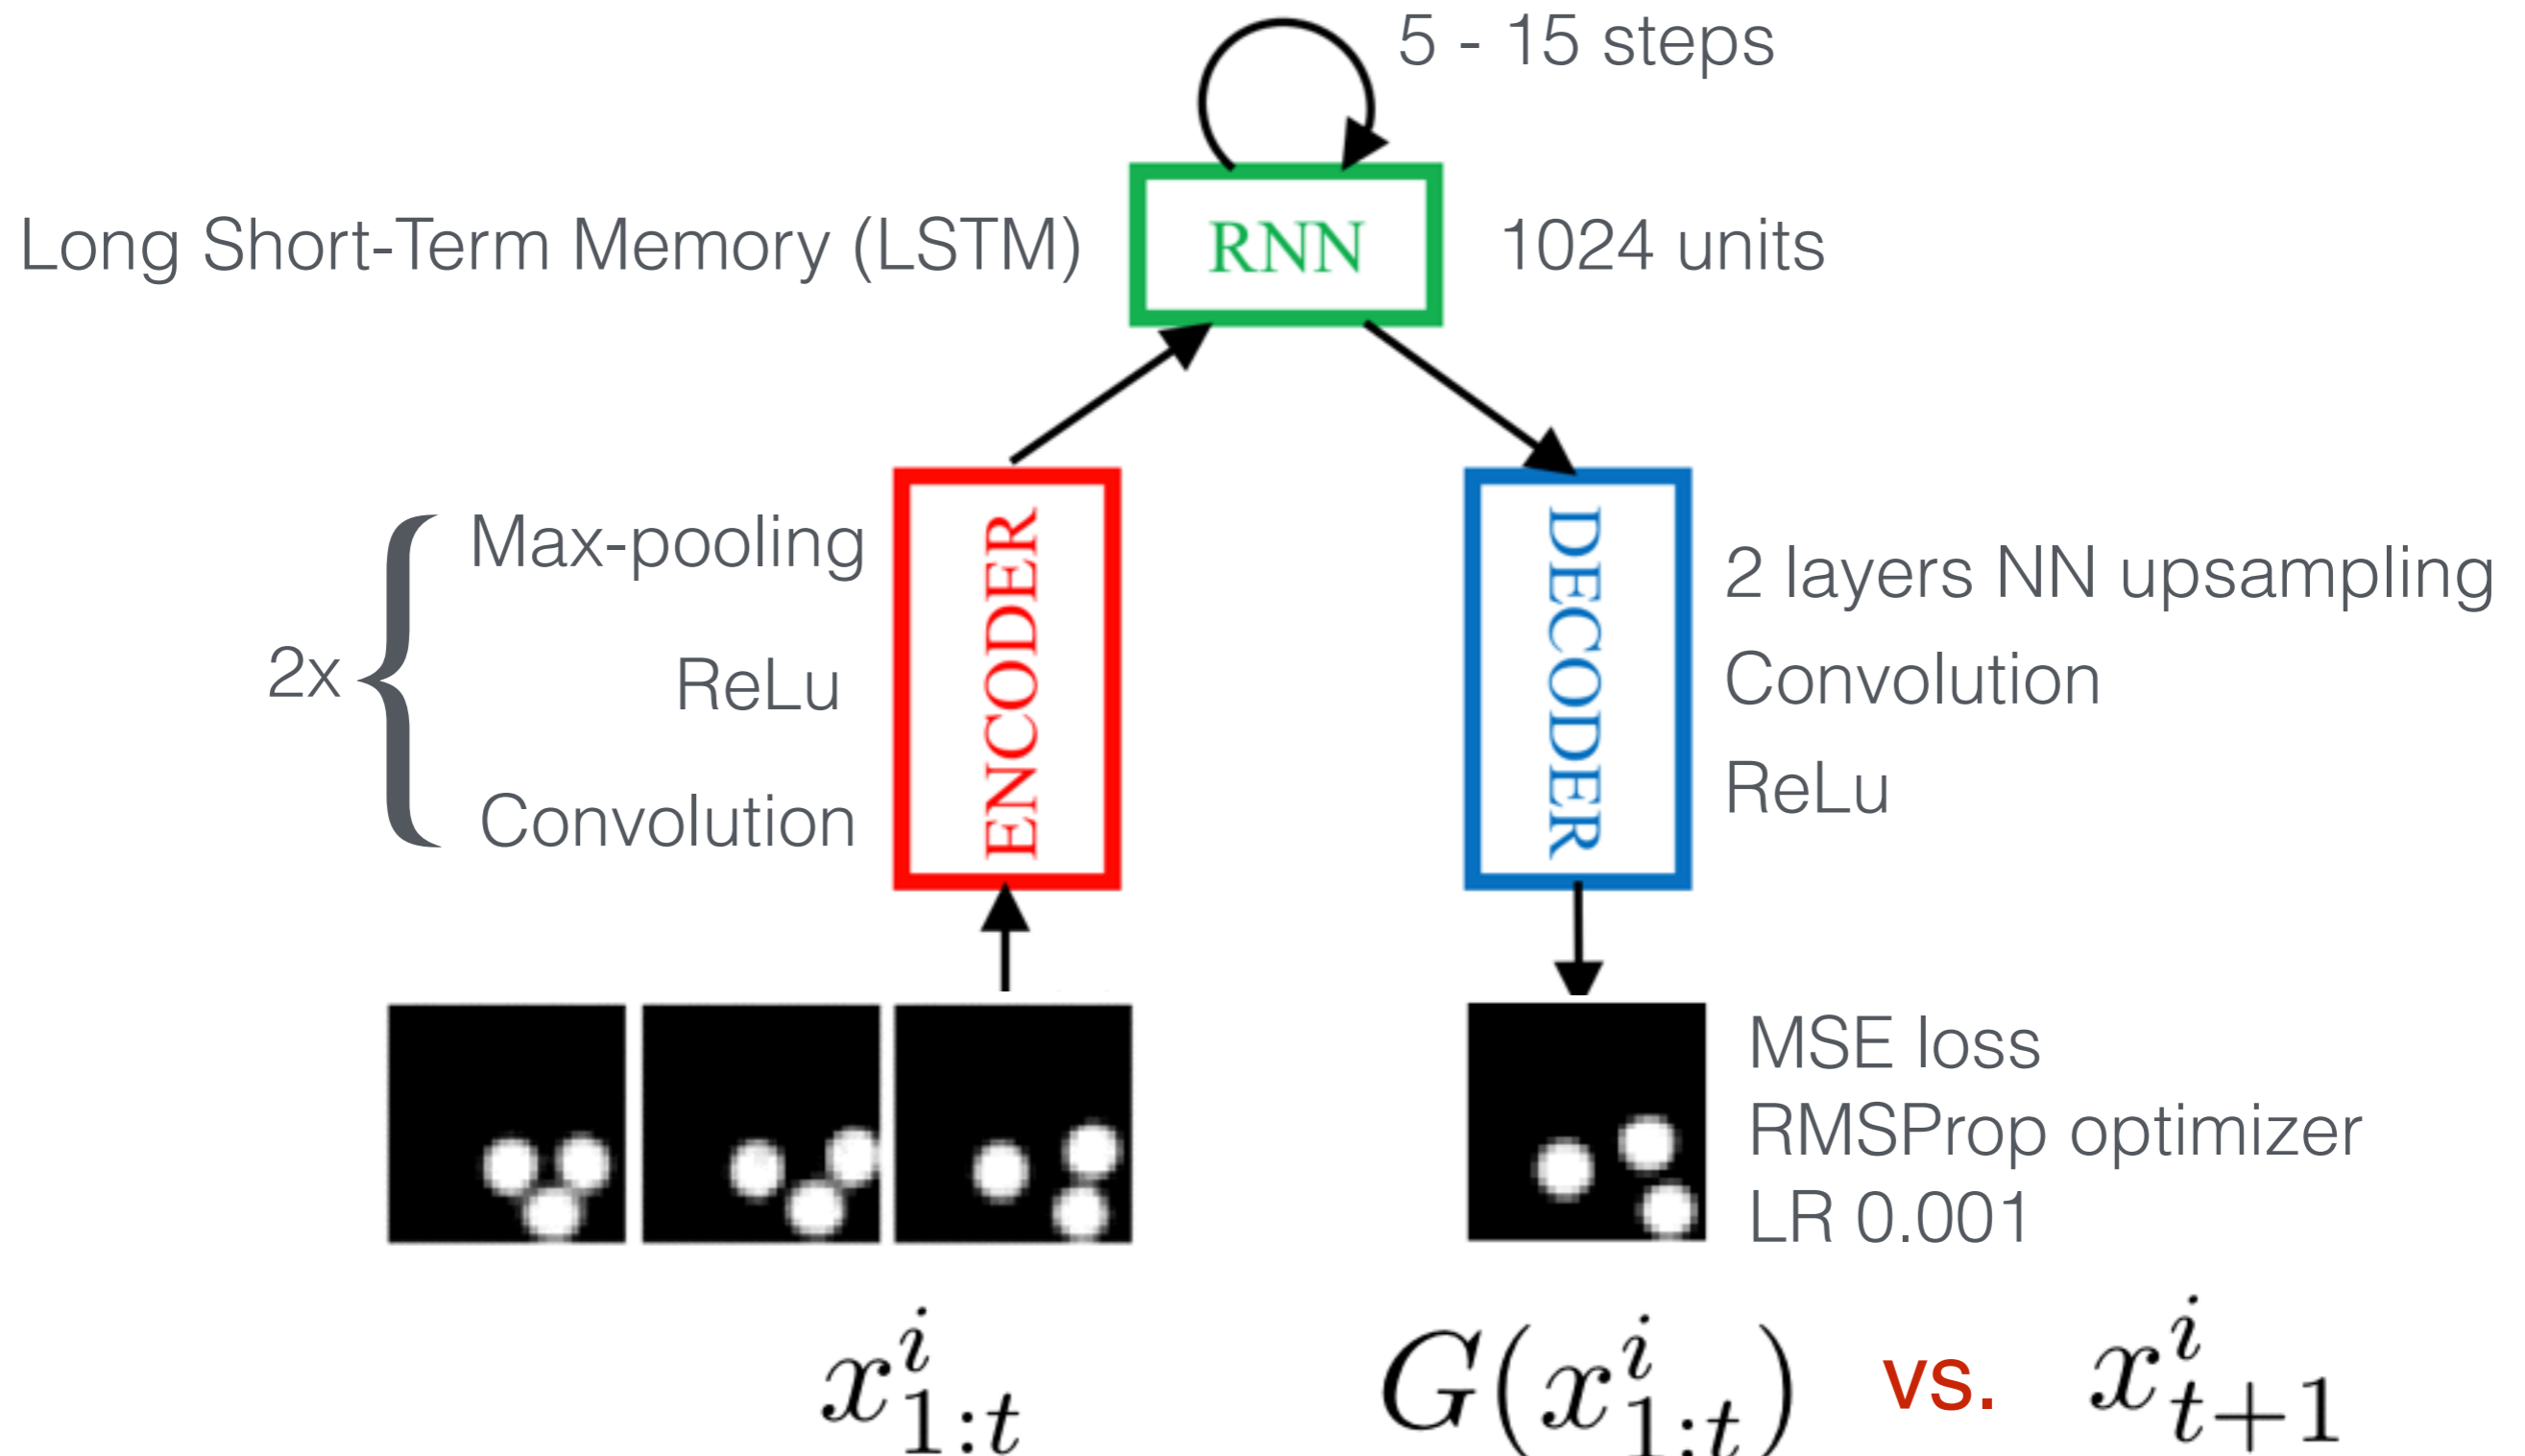 5 - 15 steps
Long Short-Term Memory (LSTM)
RNN
1024 units
2x
Max-pooling
ReLu
Convolution
ENCODER
DECODER
2 layers NN upsampling
Convolution
ReLu
MSE loss
RMSProp optimizer
LR 0.001
$x^i_{1:t}$
$G(x^i_{1:t})$ vs. $x^i_{t+1}$